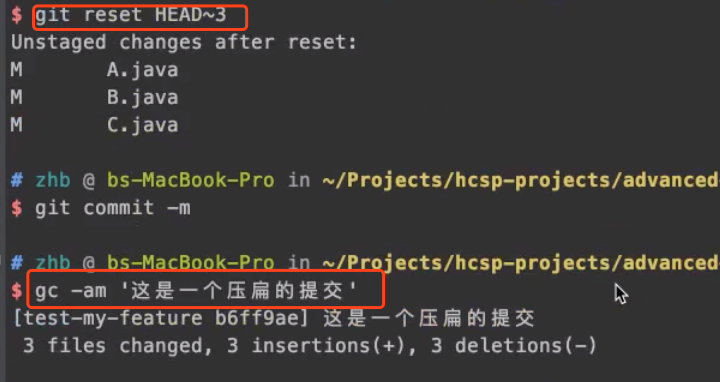 $ git reset HEAD~3
Unstaged changes after reset:
M A.java
M B.java
M C.java
# zhb @ bs-MacBook-Pro in ~/Projects/hcsp-projects/advanced-
$ git commit -m
# zhb @ bs-MacBook-Pro in ~/Projects/hcsp-projects/advanced-
$ gc -am '这是一个压扁的提交'
[test-my-feature b6ff9ae] 这是一个压扁的提交
3 files changed, 3 insertions(+), 3 deletions(-)